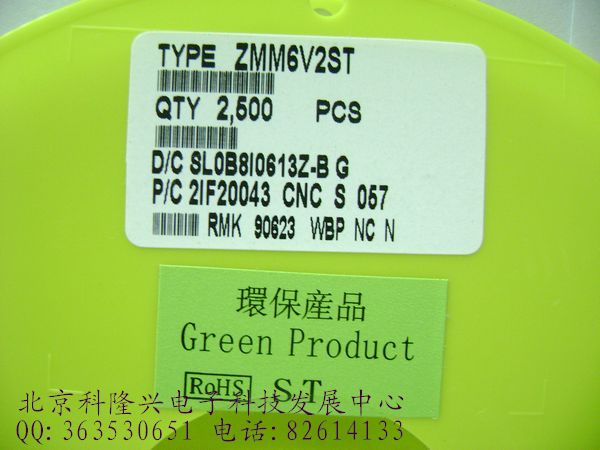 TYPE ZMM6V2ST
QTY 2,500 PCS
D/C SL0B8I0613Z-B G
P/C 2IF20043 CNC S 057
RMK 90623 WBP NC N
環保産品
Green Product
RoHS ST
北京科隆兴电子科技发展中心
QQ:363530651 电话:82614133